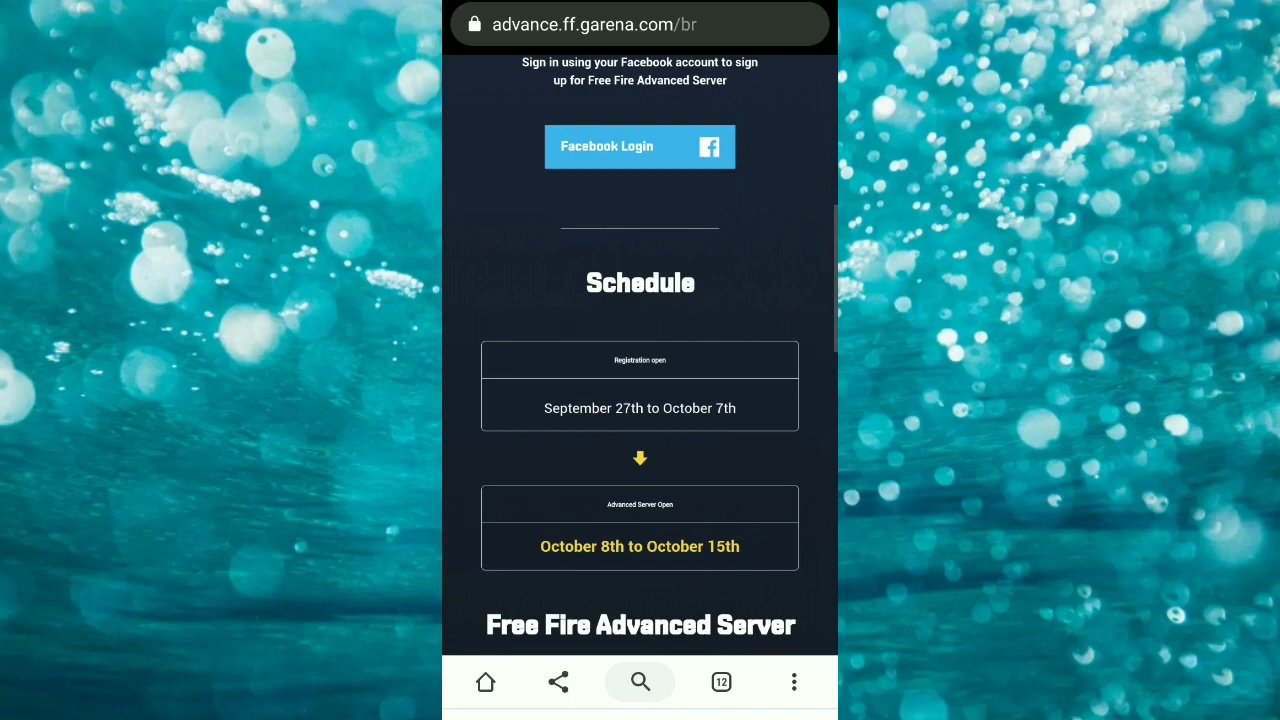 advance.ff.garena.com/br
Sign in using your Facebook account to sign
up for Free Fire Advanced Server
Facebook Login
Schedule
Registration open
September 27th to October 7th
Advanced Server Open
October 8th to October 15th
Free Fire Advanced Server
12